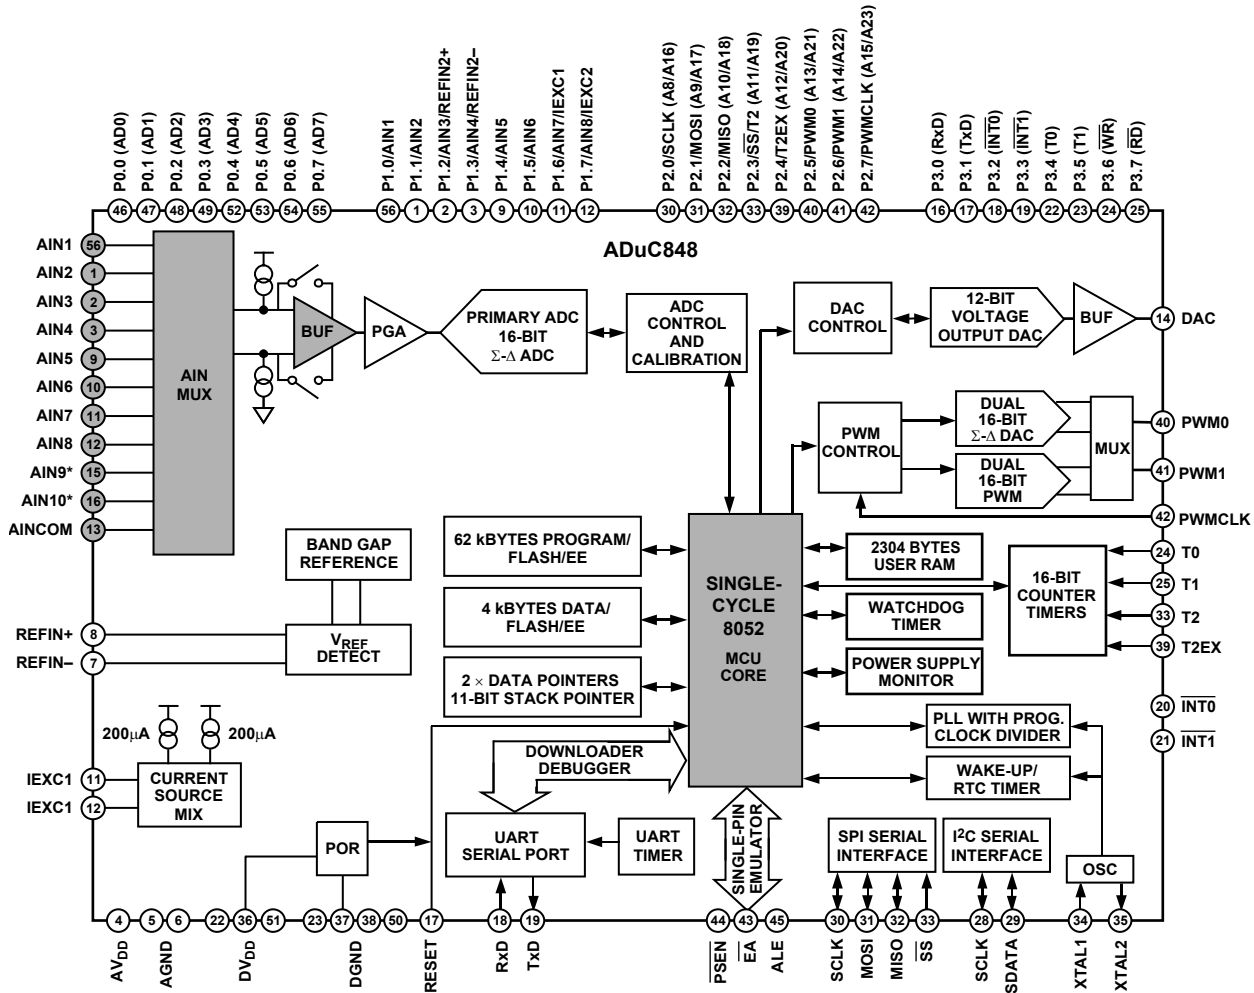 P0.0 (AD0)
P0.1 (AD1)
P0.2 (AD2)
P0.3 (AD3)
P0.4 (AD4)
P0.5 (AD5)
P0.6 (AD6)
P0.7 (AD7)
P1.0/AIN1
P1.1/AIN2
P1.2/AIN3/REFIN2+
P1.3/AIN4/REFIN2–
P1.4/AIN5
P1.5/AIN6
P1.6/AIN7/IEXC1
P1.7/AIN8/IEXC2
P2.0/SCLK (A8/A16)
P2.1/MOSI (A9/A17)
P2.2/MISO (A10/A18)
P2.3/S̅S̅/T2 (A11/A19)
P2.4/T2EX (A12/A20)
P2.5/PWM0 (A13/A21)
P2.6/PWM1 (A14/A22)
P2.7/PWMCLK (A15/A23)
P3.0 (RxD)
P3.1 (TxD)
P3.2 (I̅N̅T̅0̅)
P3.3 (I̅N̅T̅1̅)
P3.4 (T0)
P3.5 (T1)
P3.6 (W̅R̅)
P3.7 (R̅D̅)
46 47 48 49 52 53 54 55 56 1 2 3 9 10 11 12 30 31 32 33 39 40 41 42 16 17 18 19 22 23 24 25
ADuC848
AIN1 56
AIN2 1
AIN3 2
AIN4 3
AIN5 9
AIN6 10
AIN7 11
AIN8 12
AIN9* 15
AIN10* 16
AINCOM 13
AIN
MUX
BUF
PGA
PRIMARY ADC
16-BIT
Σ-Δ ADC
ADC
CONTROL
AND
CALIBRATION
DAC
CONTROL
12-BIT
VOLTAGE
OUTPUT DAC
BUF
14 DAC
PWM
CONTROL
DUAL
16-BIT
Σ-Δ DAC
DUAL
16-BIT
PWM
MUX
40 PWM0
41 PWM1
42 PWMCLK
BAND GAP
REFERENCE
VREF
DETECT
REFIN+ 8
REFIN– 7
62 kBYTES PROGRAM/
FLASH/EE
4 kBYTES DATA/
FLASH/EE
2 × DATA POINTERS
11-BIT STACK POINTER
SINGLE-
CYCLE
8052
MCU
CORE
2304 BYTES
USER RAM
WATCHDOG
TIMER
POWER SUPPLY
MONITOR
16-BIT
COUNTER
TIMERS
24 T0
25 T1
33 T2
39 T2EX
20 I̅N̅T̅0̅
21 I̅N̅T̅1̅
PLL WITH PROG.
CLOCK DIVIDER
WAKE-UP/
RTC TIMER
200µA 200µA
IEXC1 11
IEXC1 12
CURRENT
SOURCE
MIX
DOWNLOADER
DEBUGGER
POR
UART
SERIAL PORT
UART
TIMER
SINGLE-PIN
EMULATOR
SPI SERIAL
INTERFACE
I²C SERIAL
INTERFACE
OSC
4 5 6 22 36 51 23 37 38 50 17 18 19 44 43 45 30 31 32 33 28 29 34 35
AVDD
AGND
DVDD
DGND
RESET
RxD
TxD
P̅S̅E̅N̅
E̅A̅
ALE
SCLK
MOSI
MISO
S̅S̅
SCLK
SDATA
XTAL1
XTAL2